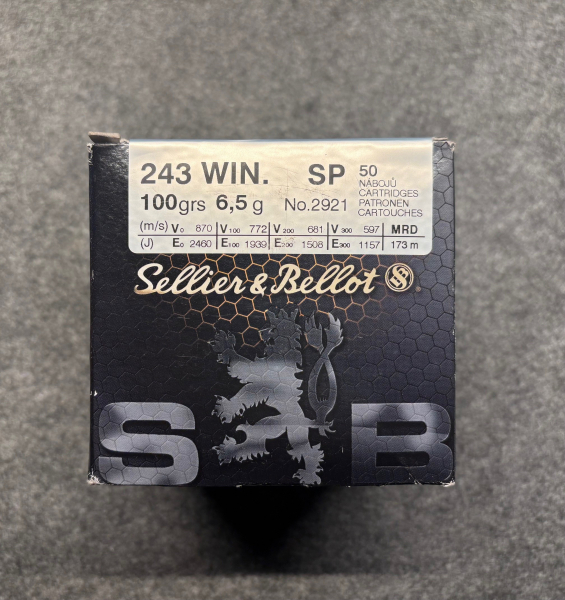 243 WIN. SP 50
NÁBOJŮ
CARTRIDGES
PATRONEN
CARTOUCHES
100grs 6,5 g No.2921
(m/s) V0 870 V100 772 V200 681 V300 597 MRD
(J) E0 2460 E100 1939 E200 1508 E300 1157 173 m
Sellier & Bellot
S B